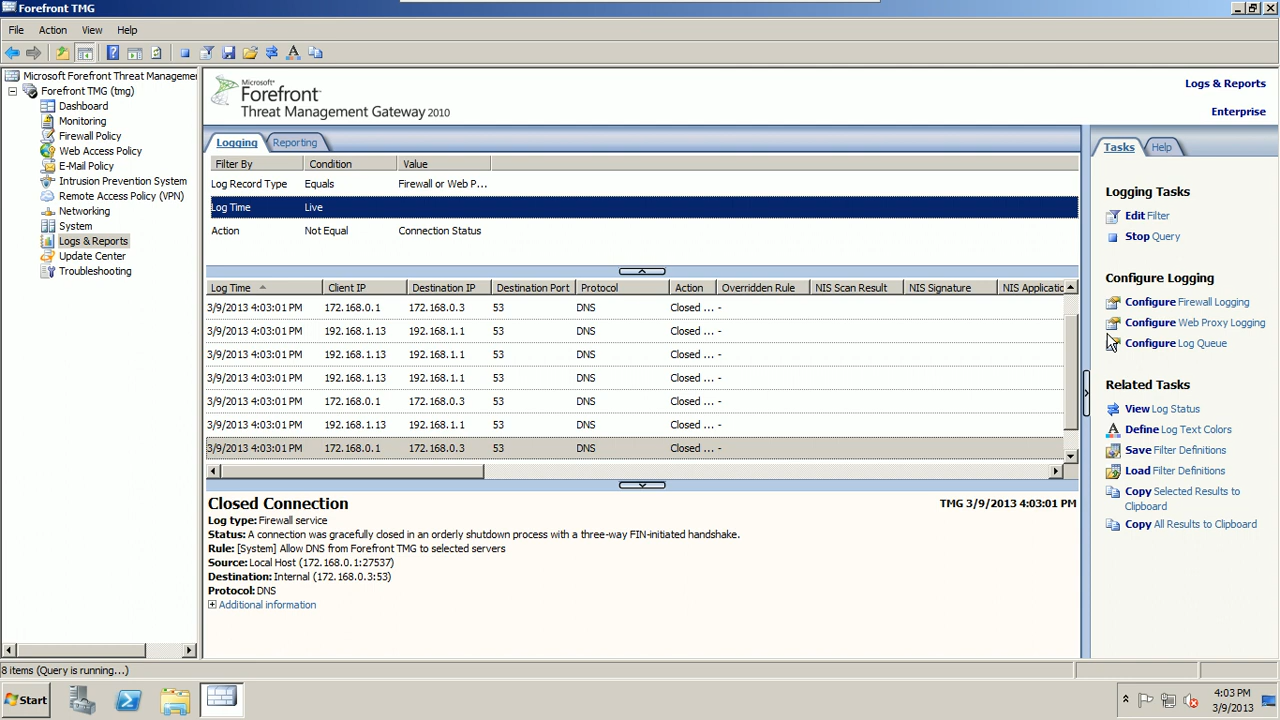 Forefront TMG
File Action View Help
Microsoft Forefront Threat Manageme
Forefront TMG (tmg)
Dashboard
Monitoring
Firewall Policy
Web Access Policy
E-Mail Policy
Intrusion Prevention System
Remote Access Policy (VPN)
Networking
System
Logs & Reports
Update Center
Troubleshooting
Microsoft®
Forefront™
Threat Management Gateway 2010
Logs & Reports
Enterprise
Logging Reporting
Filter By Condition Value
Log Record Type Equals Firewall or Web P...
Log Time Live
Action Not Equal Connection Status
Log Time Client IP Destination IP Destination Port Protocol Action Overridden Rule NIS Scan Result NIS Signature NIS Applicatio
3/9/2013 4:03:01 PM 172.168.0.1 172.168.0.3 53 DNS Closed ... -
3/9/2013 4:03:01 PM 192.168.1.13 192.168.1.1 53 DNS Closed ... -
3/9/2013 4:03:01 PM 192.168.1.13 192.168.1.1 53 DNS Closed ... -
3/9/2013 4:03:01 PM 192.168.1.13 192.168.1.1 53 DNS Closed ... -
3/9/2013 4:03:01 PM 172.168.0.1 172.168.0.3 53 DNS Closed ... -
3/9/2013 4:03:01 PM 192.168.1.13 192.168.1.1 53 DNS Closed ... -
3/9/2013 4:03:01 PM 172.168.0.1 172.168.0.3 53 DNS Closed ... -
Closed Connection TMG 3/9/2013 4:03:01 PM
Log type: Firewall service
Status: A connection was gracefully closed in an orderly shutdown process with a three-way FIN-initiated handshake.
Rule: [System] Allow DNS from Forefront TMG to selected servers
Source: Local Host (172.168.0.1:27537)
Destination: Internal (172.168.0.3:53)
Protocol: DNS
Additional information
Tasks Help
Logging Tasks
Edit Filter
Stop Query
Configure Logging
Configure Firewall Logging
Configure Web Proxy Logging
Configure Log Queue
Related Tasks
View Log Status
Define Log Text Colors
Save Filter Definitions
Load Filter Definitions
Copy Selected Results to
Clipboard
Copy All Results to Clipboard
8 items (Query is running...)
Start
4:03 PM
3/9/2013